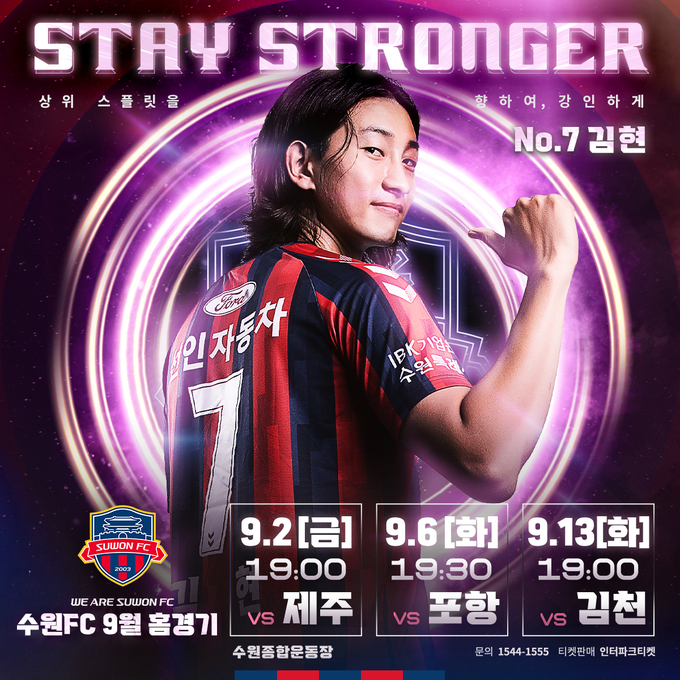 STAY STRONGER
상위 스플릿을 향하여, 강인하게
No.7 김현
Ford
인자동차
7
IBK기업
수원특례
김 현
SUWON FC
2003
WE ARE SUWON FC
수원FC 9월 홈경기
9.2 [금]
19:00
VS 제주
9.6 [화]
19:30
VS 포항
9.13[화]
19:00
VS 김천
수원종합운동장
문의 1544-1555 티켓판매 인터파크티켓